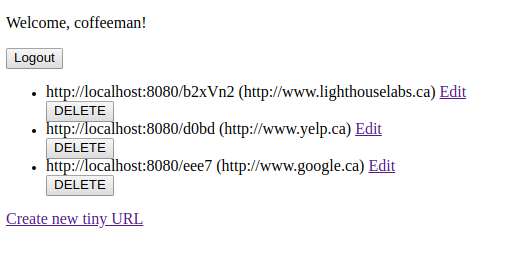 Welcome, coffeeman!
Logout
http://localhost:8080/b2xVn2 (http://www.lighthouselabs.ca) Edit
DELETE
http://localhost:8080/d0bd (http://www.yelp.ca) Edit
DELETE
http://localhost:8080/eee7 (http://www.google.ca) Edit
DELETE
Create new tiny URL